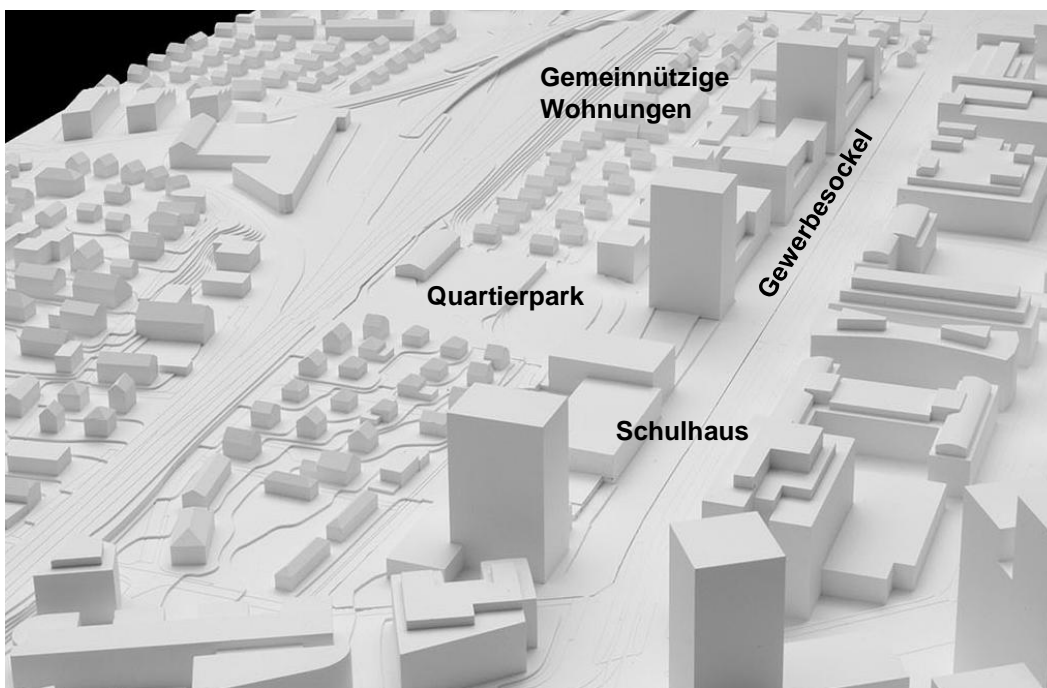 Gemeinnützige
Wohnungen
Gewerbesockel
Quartierpark
Schulhaus